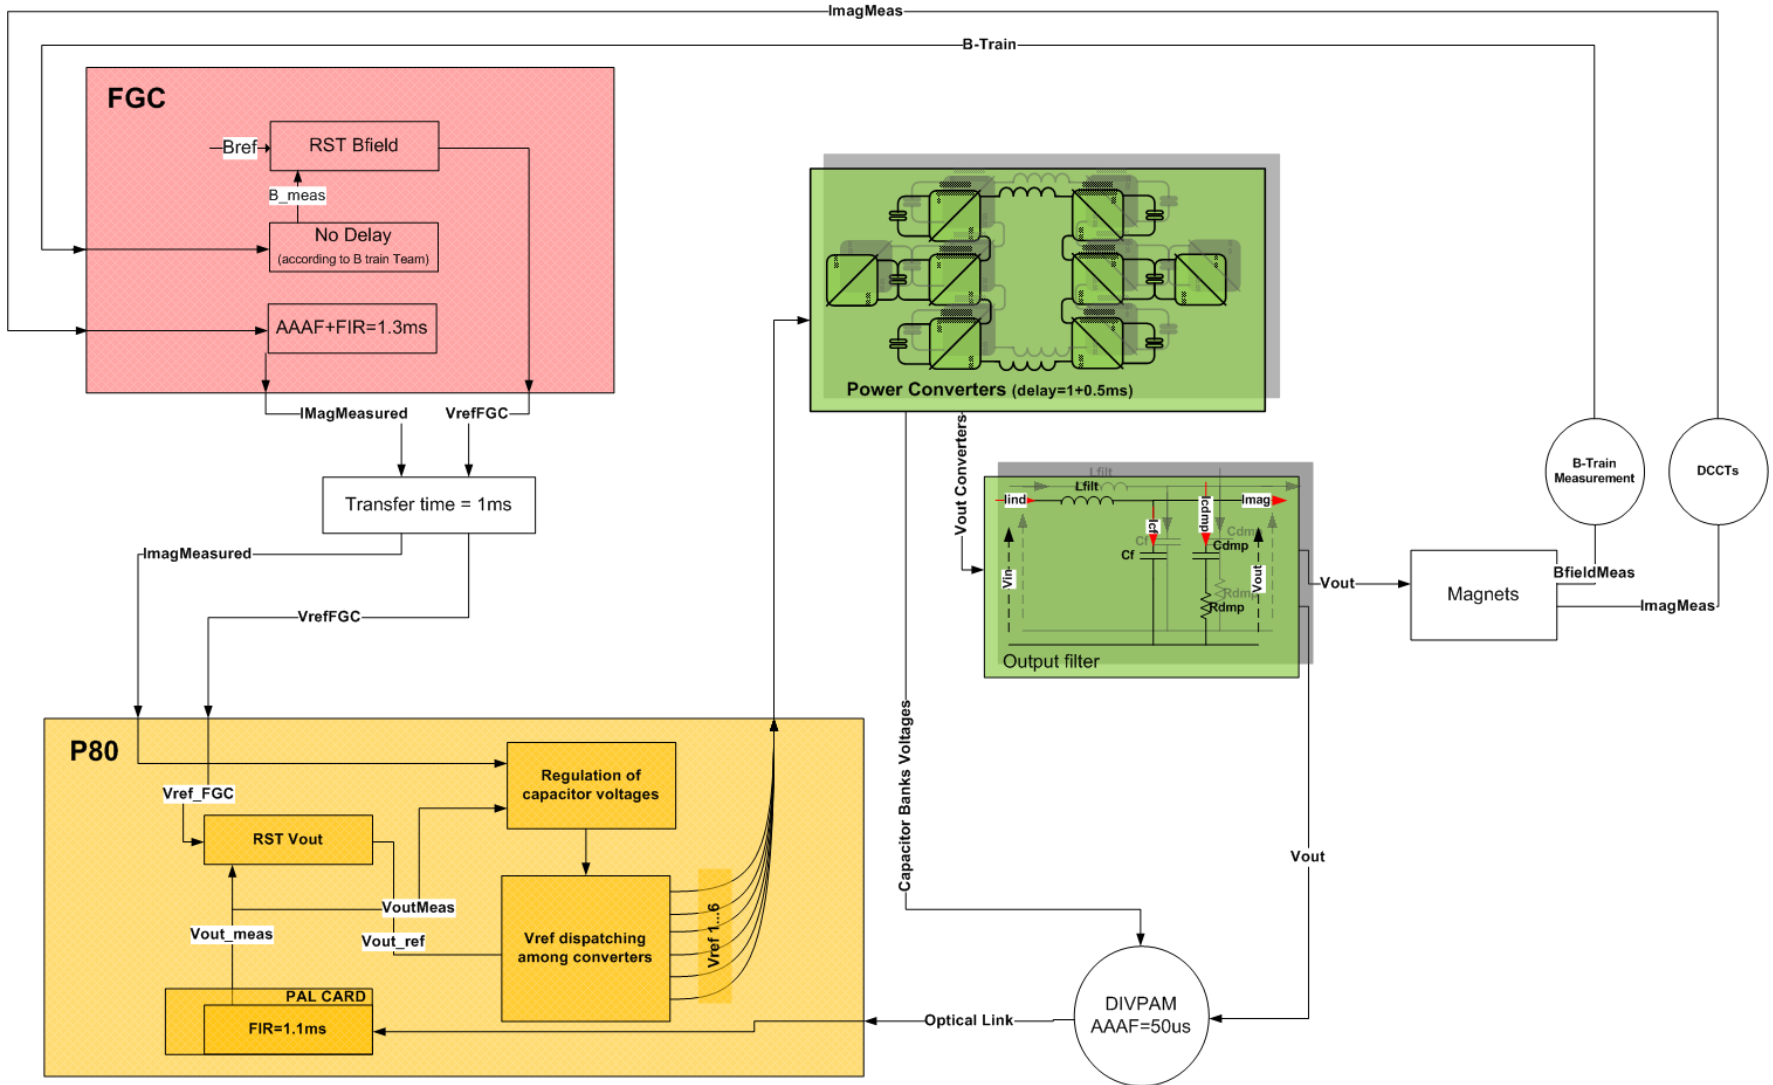 ImagMeas
B-Train
FGC
Bref
RST Bfield
B_meas
No Delay
(according to B train Team)
AAAF+FIR=1.3ms
IMagMeasured
VrefFGC
Transfer time = 1ms
ImagMeasured
VrefFGC
Power Converters (delay=1+0.5ms)
Vout Converters
Capacitor Banks Voltages
Lfilt
Lfilt
Iind
Imag
Icf
Icdmp
Cf
Cf
Cdmp
Cdmp
Vin
Vout
Rdmp
Rdmp
Output filter
Vout
Magnets
B-Train
Measurement
DCCTs
BfieldMeas
ImagMeas
Vout
P80
Vref_FGC
RST Vout
Regulation of
capacitor voltages
VoutMeas
Vout_meas
Vout_ref
Vref dispatching
among converters
Vref 1...6
PAL CARD
FIR=1.1ms
Optical Link
DIVPAM
AAAF=50us